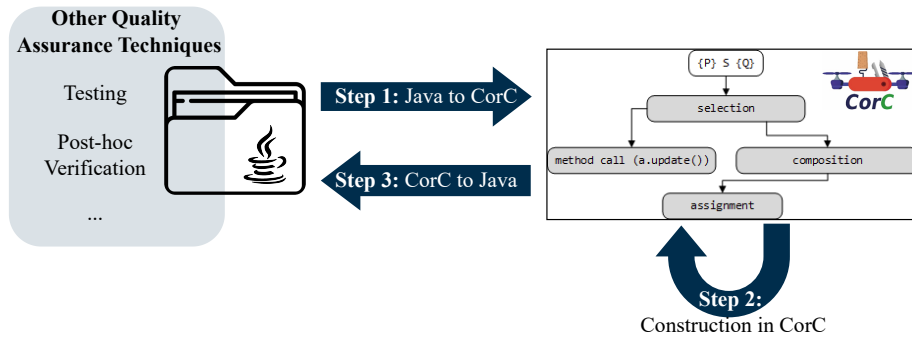 Other Quality
Assurance Techniques
Testing
Post-hoc
Verification
...
Step 1: Java to CorC
Step 3: CorC to Java
{P} S {Q}
CorC
selection
method call (a.update())
composition
assignment
Step 2:
Construction in CorC